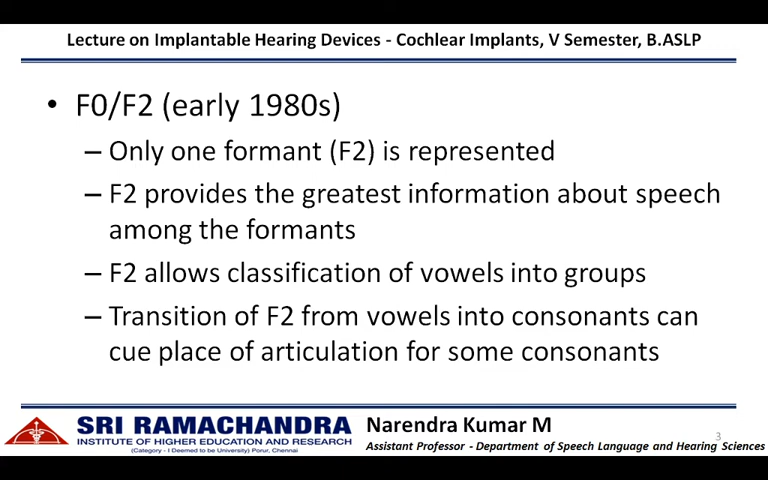 Lecture on Implantable Hearing Devices - Cochlear Implants, V Semester, B.ASLP
• F0/F2 (early 1980s)
– Only one formant (F2) is represented
– F2 provides the greatest information about speech
among the formants
– F2 allows classification of vowels into groups
– Transition of F2 from vowels into consonants can
cue place of articulation for some consonants
SRI RAMACHANDRA
INSTITUTE OF HIGHER EDUCATION AND RESEARCH
(Category - I Deemed to be University) Porur, Chennai
Narendra Kumar M
Assistant Professor - Department of Speech Language and Hearing Sciences
3